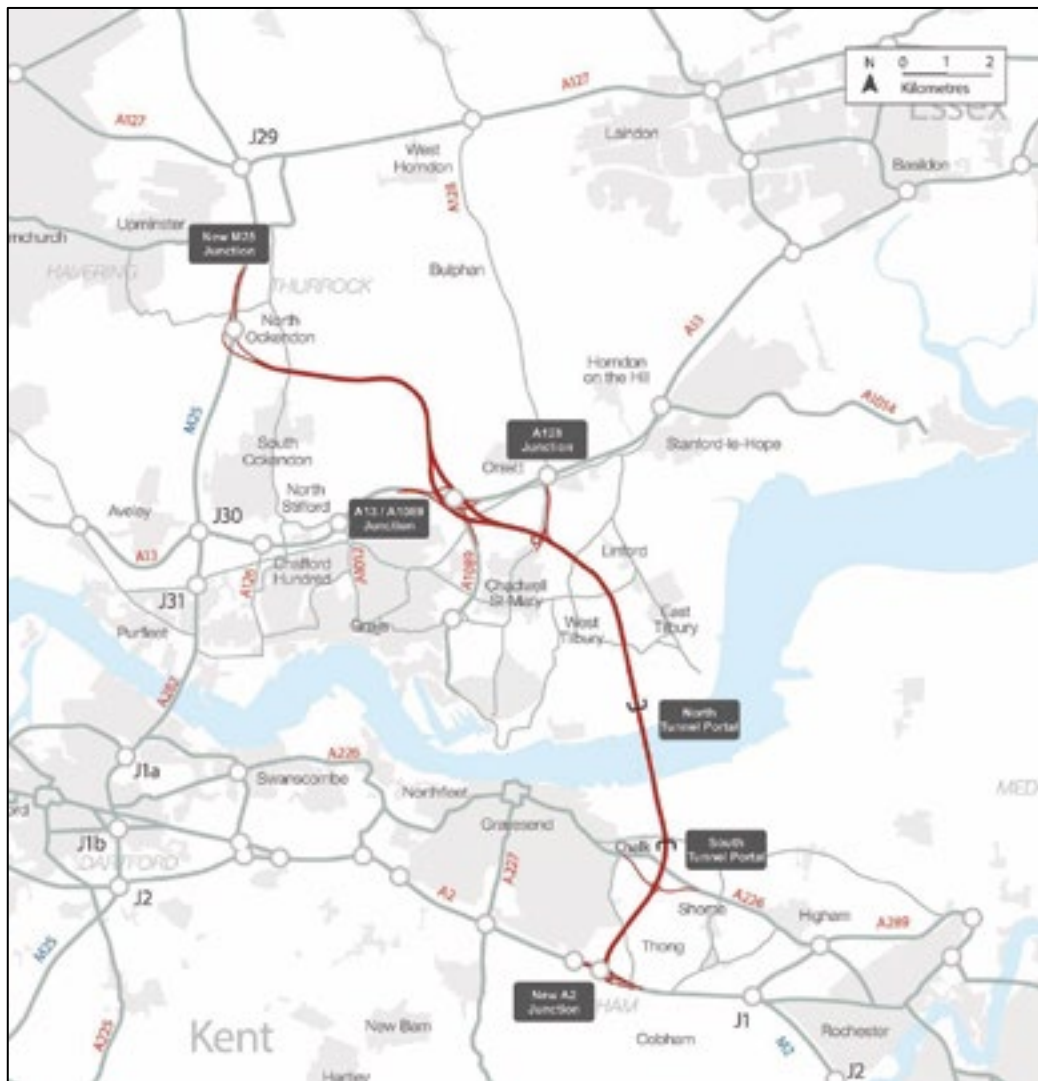 N 0 1 2
Kilometres
Essex
A127
A127
J29
West
Horndon
Laindon
Basildon
Upminster
rnchurch
New M25
Junction
HAVERING
THURROCK
A128
Bulphan
North
Ockendon
A13
Horndon
on the Hill
A1014
M25
A128
Junction
Stanford-le-Hope
South
Ockendon
Orsett
North
Stifford
A13 / A1089
Junction
Aveley
J30
A13
Chafford
Hundred
A126
A1012
A1089
Linford
Chadwell
St-Mary
J31
Purfleet
Grays
West
Tilbury
East
Tilbury
A282
North
Tunnel Portal
J1a
A226
Swanscombe
Northfleet
MED
ord
Gravesend
J1b
DARTFORD
Chalk
South
Tunnel Portal
J2
A2
A227
A226
Shorne
Higham
A289
Thong
M25
New A2
Junction
HAM
J1
Cobham
Rochester
A225
Kent
New Barn
M2
Hartley
J2